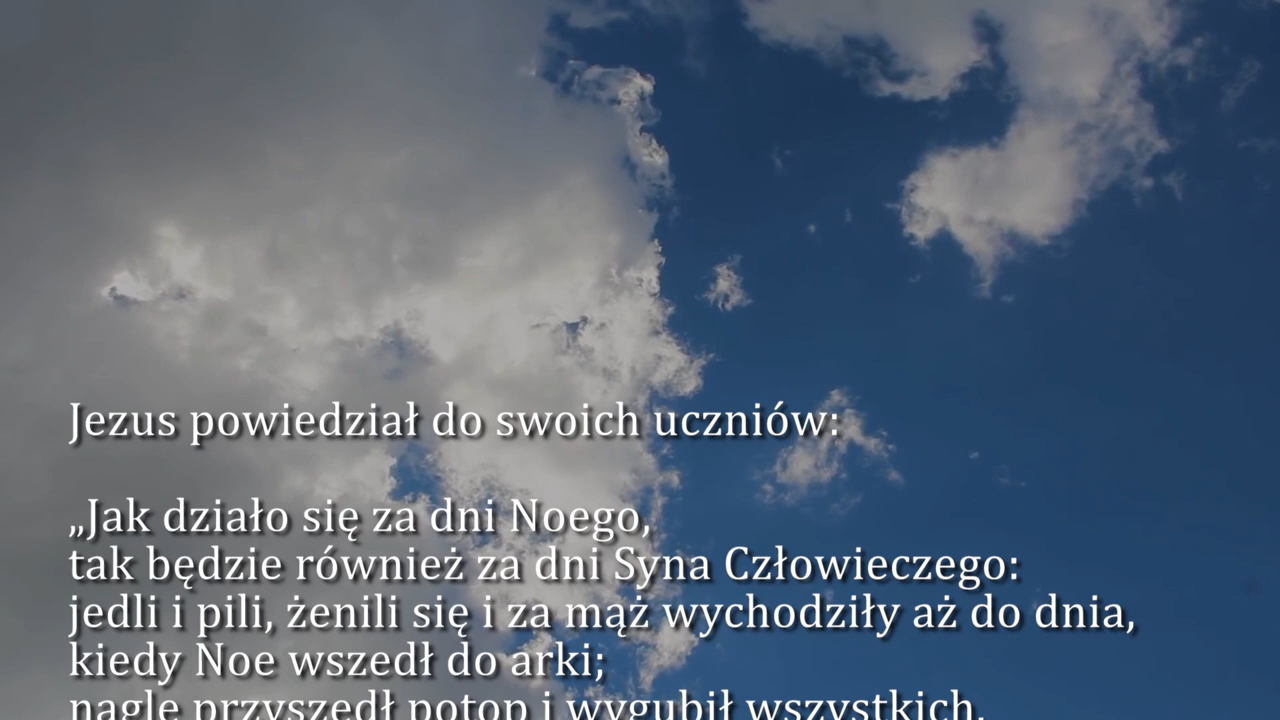 Jezus powiedział do swoich uczniów:
„Jak działo się za dni Noego,
tak będzie również za dni Syna Człowieczego:
jedli i pili, żenili się i za mąż wychodziły aż do dnia,
kiedy Noe wszedł do arki;
nagle przyszedł potop i wygubił wszystkich.